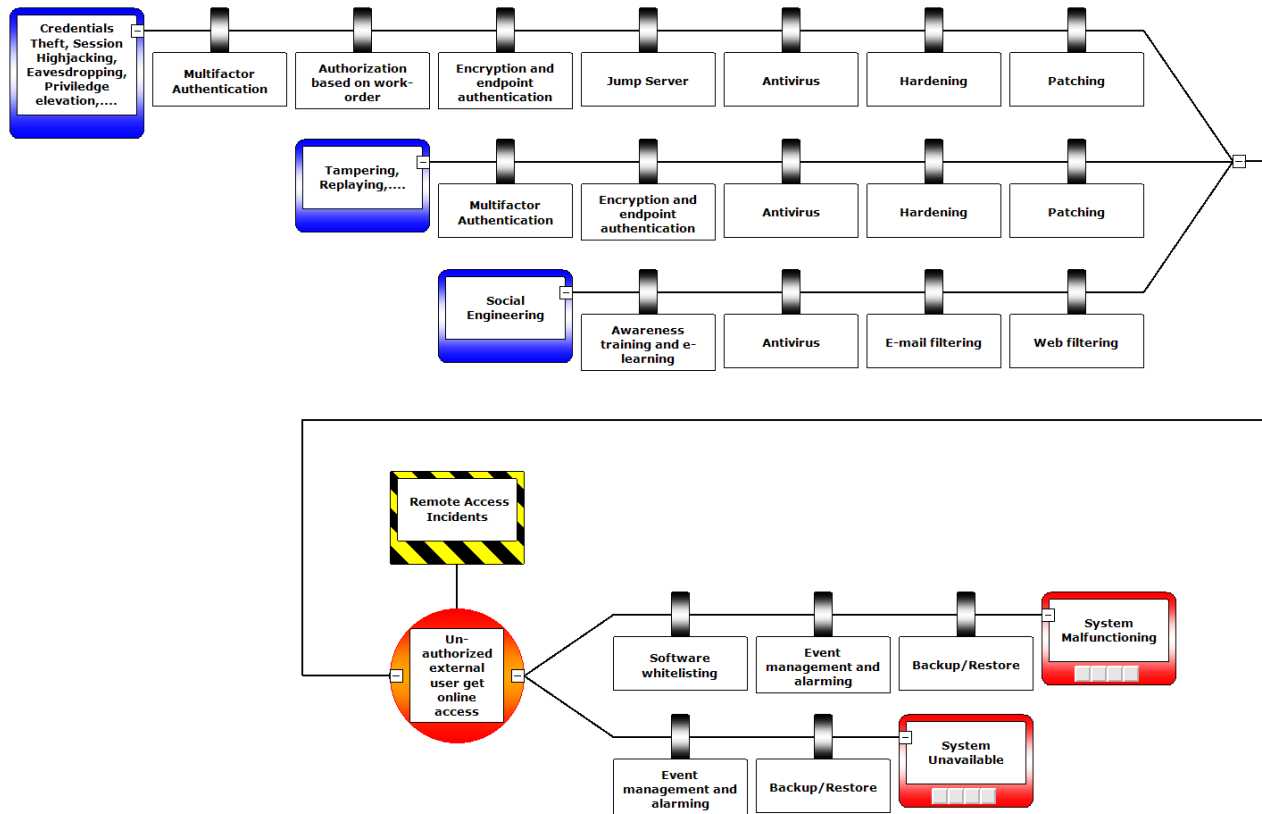 Credentials
Theft, Session
Highjacking,
Eavesdropping,
Priviledge
elevation,....
Multifactor
Authentication
Authorization
based on work-
order
Encryption and
endpoint
authentication
Jump Server
Antivirus
Hardening
Patching
Tampering,
Replaying,....
Multifactor
Authentication
Encryption and
endpoint
authentication
Antivirus
Hardening
Patching
Social
Engineering
Awareness
training and e-
learning
Antivirus
E-mail filtering
Web filtering
Remote Access
Incidents
Un-
authorized
external
user get
online
access
Software
whitelisting
Event
management and
alarming
Backup/Restore
System
Malfunctioning
Event
management and
alarming
Backup/Restore
System
Unavailable